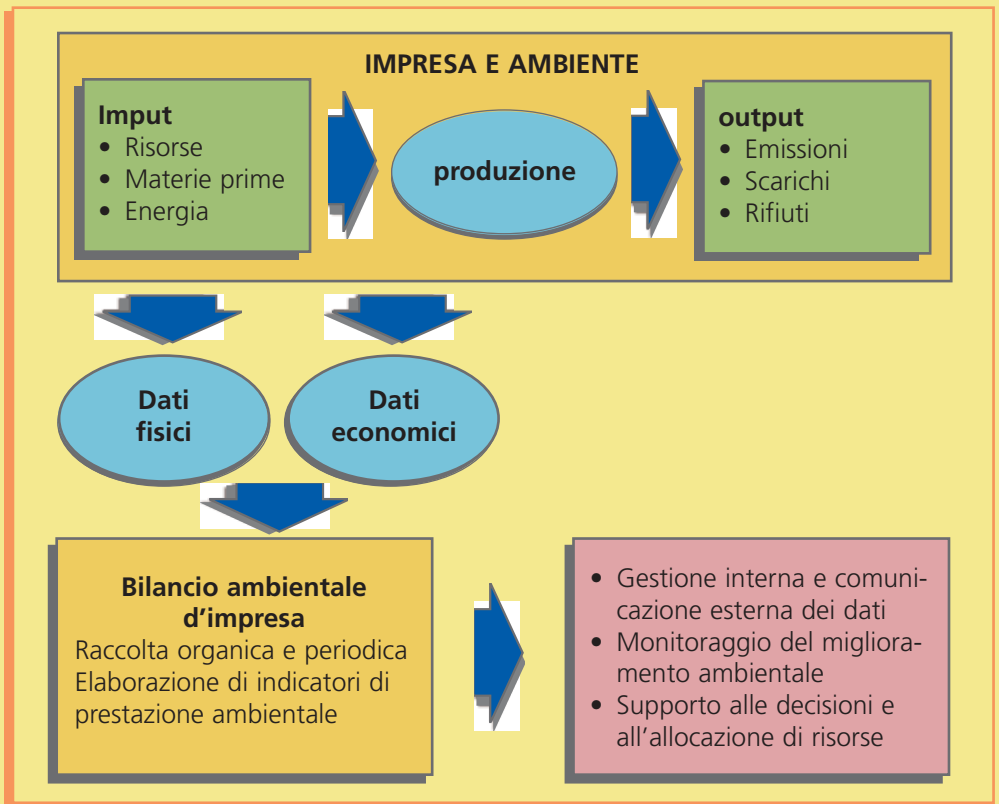 IMPRESA E AMBIENTE
Imput
• Risorse
• Materie prime
• Energia
produzione
output
• Emissioni
• Scarichi
• Rifiuti
Dati
fisici
Dati
economici
Bilancio ambientale
d’impresa
Raccolta organica e periodica
Elaborazione di indicatori di
prestazione ambientale
• Gestione interna e comuni-
cazione esterna dei dati
• Monitoraggio del migliora-
mento ambientale
• Supporto alle decisioni e
all’allocazione di risorse